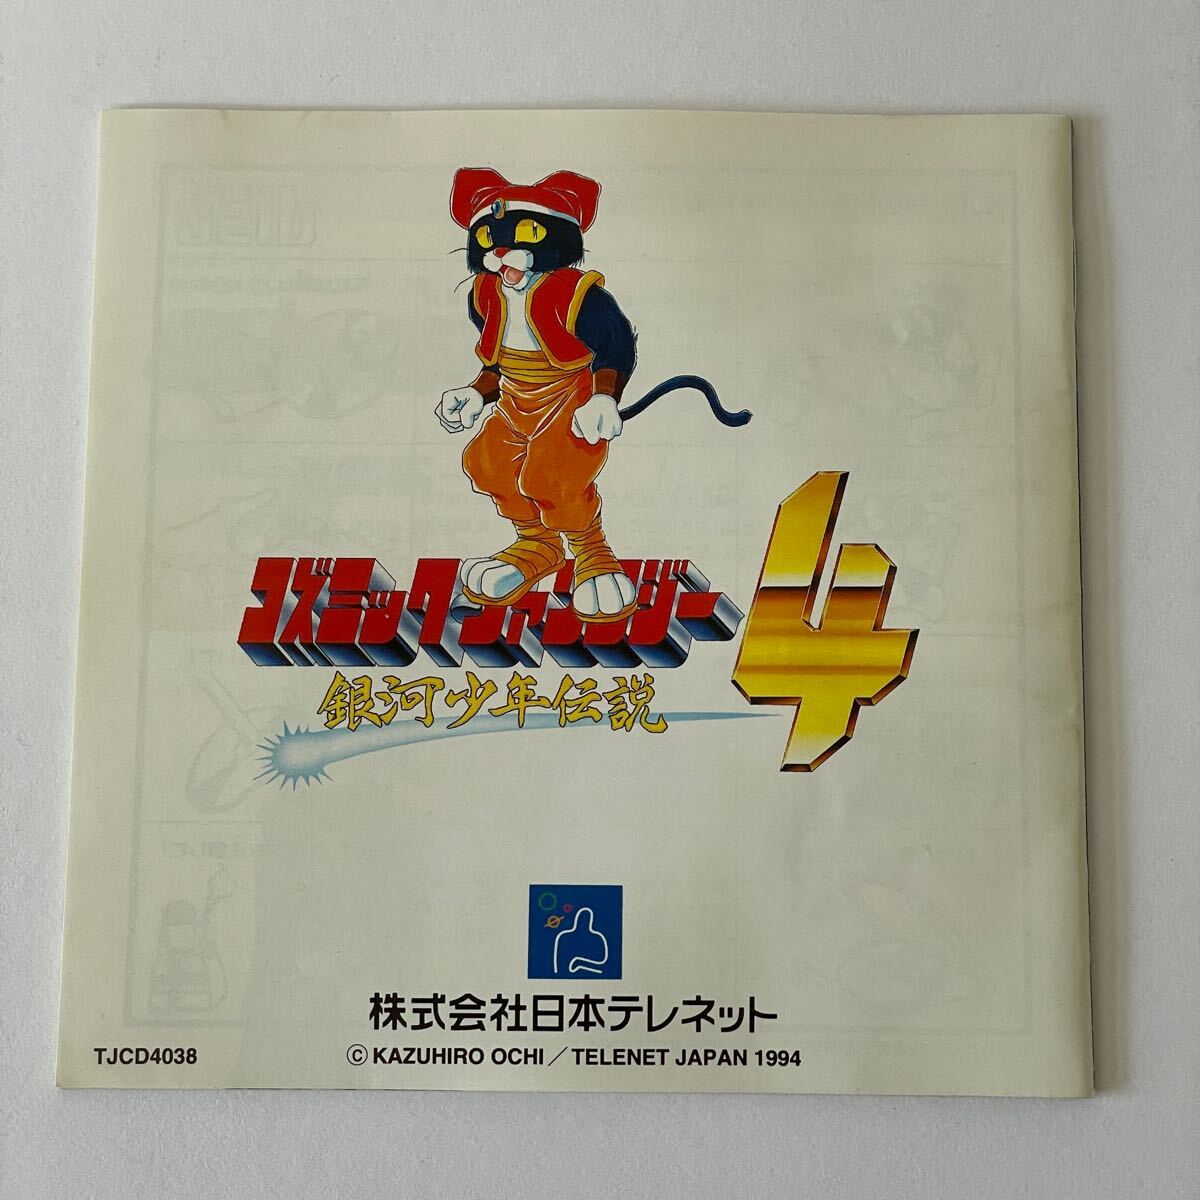 コズミック・ファンタジー4
銀河少年伝説
株式会社日本テレネット
TJCD4038
© KAZUHIRO OCHI／TELENET JAPAN 1994